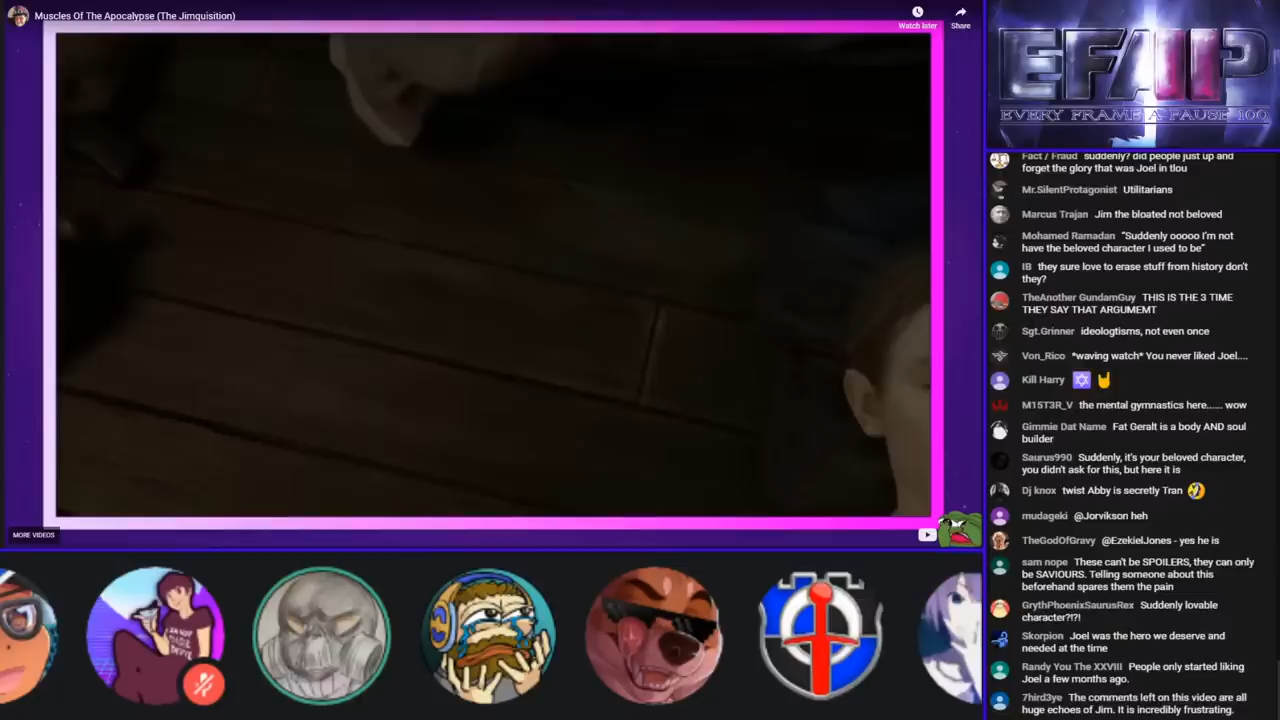 Muscles Of The Apocalypse (The Jimquisition)
Watch later
Share
MORE VIDEOS
EFAP
EVERY FRAME A PAUSE 100
Fact / Fraud suddenly? did people just up and
forget the glory that was Joel in tlou
Mr.SilentProtagonist Utilitarians
Marcus Trajan Jim the bloated not beloved
Mohamed Ramadan “Suddenly ooooo I'm not
have the beloved character I used to be”
IB they sure love to erase stuff from history don't
they?
TheAnother GundamGuy THIS IS THE 3 TIME
THEY SAY THAT ARGUMEMT
Sgt.Grinner ideologtisms, not even once
Von_Rico *waving watch* You never liked Joel....
Kill Harry ✡️ 🤘
M15T3R_V the mental gymnastics here...... wow
Gimmie Dat Name Fat Geralt is a body AND soul
builder
Saurus990 Suddenly, it's your beloved character,
you didn't ask for this, but here it is
Dj knox twist Abby is secretly Tran 🤣
mudageki @Jorvikson heh
TheGodOfGravy @EzekielJones - yes he is
sam nope These can't be SPOILERS, they can only
be SAVIOURS. Telling someone about this
beforehand spares them the pain
GrythPhoenixSaurusRex Suddenly lovable
character?!?!
Skorpion Joel was the hero we deserve and
needed at the time
Randy You The XXVIII People only started liking
Joel a few months ago.
7hird3ye The comments left on this video are all
huge echoes of Jim. It is incredibly frustrating.